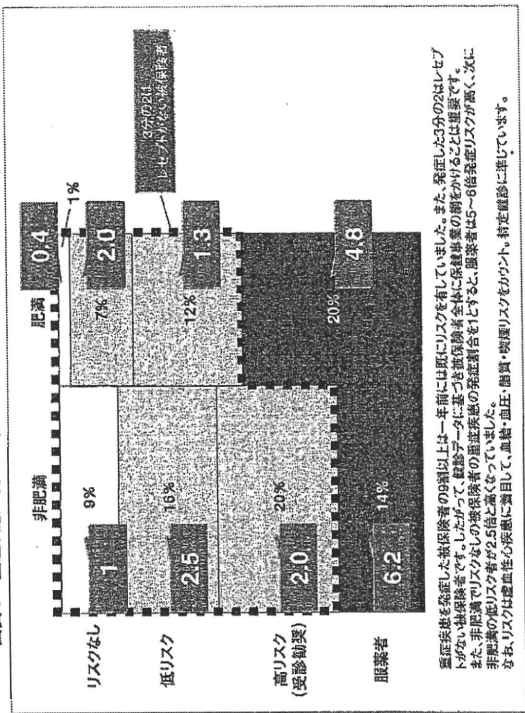 非肥満
肥満
リスクなし
1
9%
0.4
1%
低リスク
2.5
16%
2.0
7%
高リスク
(受診勧奨)
2.0
20%
1.3
12%
服薬者
6.2
14%
4.8
20%
3分の2は
レセプトがない被保険者
重症疾患を発症した被保険者の9割以上は一年前には既にリスクを有していました。また、発症した3分の2はレセプ
トがない被保険者です。したがって、健診データに基づき被保険者全体に保健事業の網をかけることは重要です。
また、非肥満でリスクなしの被保険者の重症疾患の発症割合を1とすると、服薬者は5~6倍発症リスクが高く、次に
非肥満の低リスク者が2.5倍と高くなっていました。
なお、リスクは虚血性心疾患に着目して、血糖・血圧・脂質・喫煙リスクをカウント。特定健診に準じています。